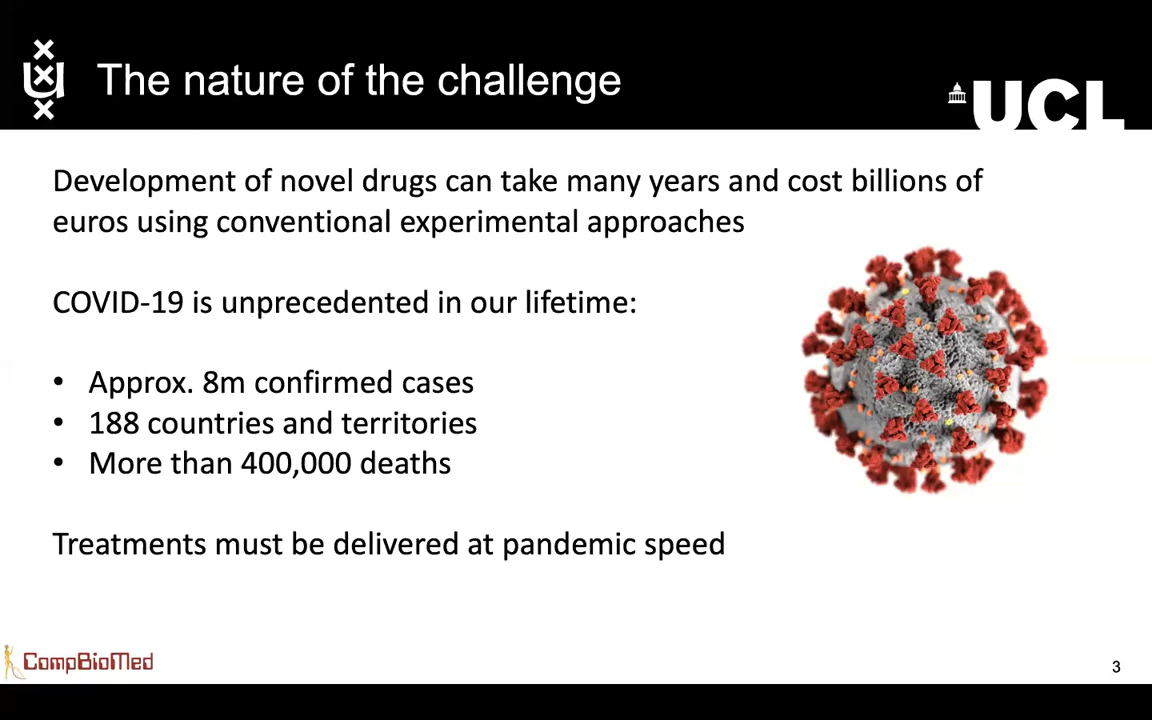 The nature of the challenge
UCL
Development of novel drugs can take many years and cost billions of
euros using conventional experimental approaches
COVID-19 is unprecedented in our lifetime:
• Approx. 8m confirmed cases
• 188 countries and territories
• More than 400,000 deaths
Treatments must be delivered at pandemic speed
CompBioMed
3